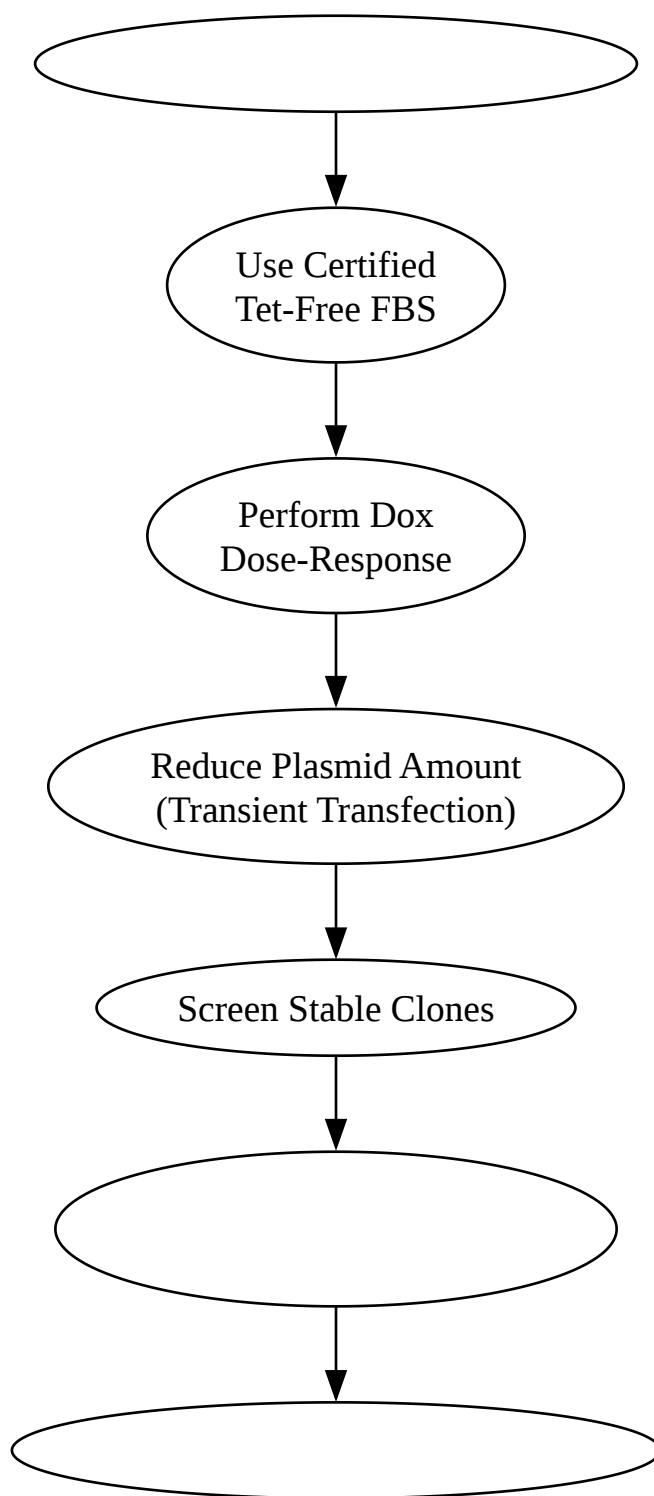 Use Certified
Tet-Free FBS
Perform Dox
Dose-Response
Reduce Plasmid Amount
(Transient Transfection)
Screen Stable Clones